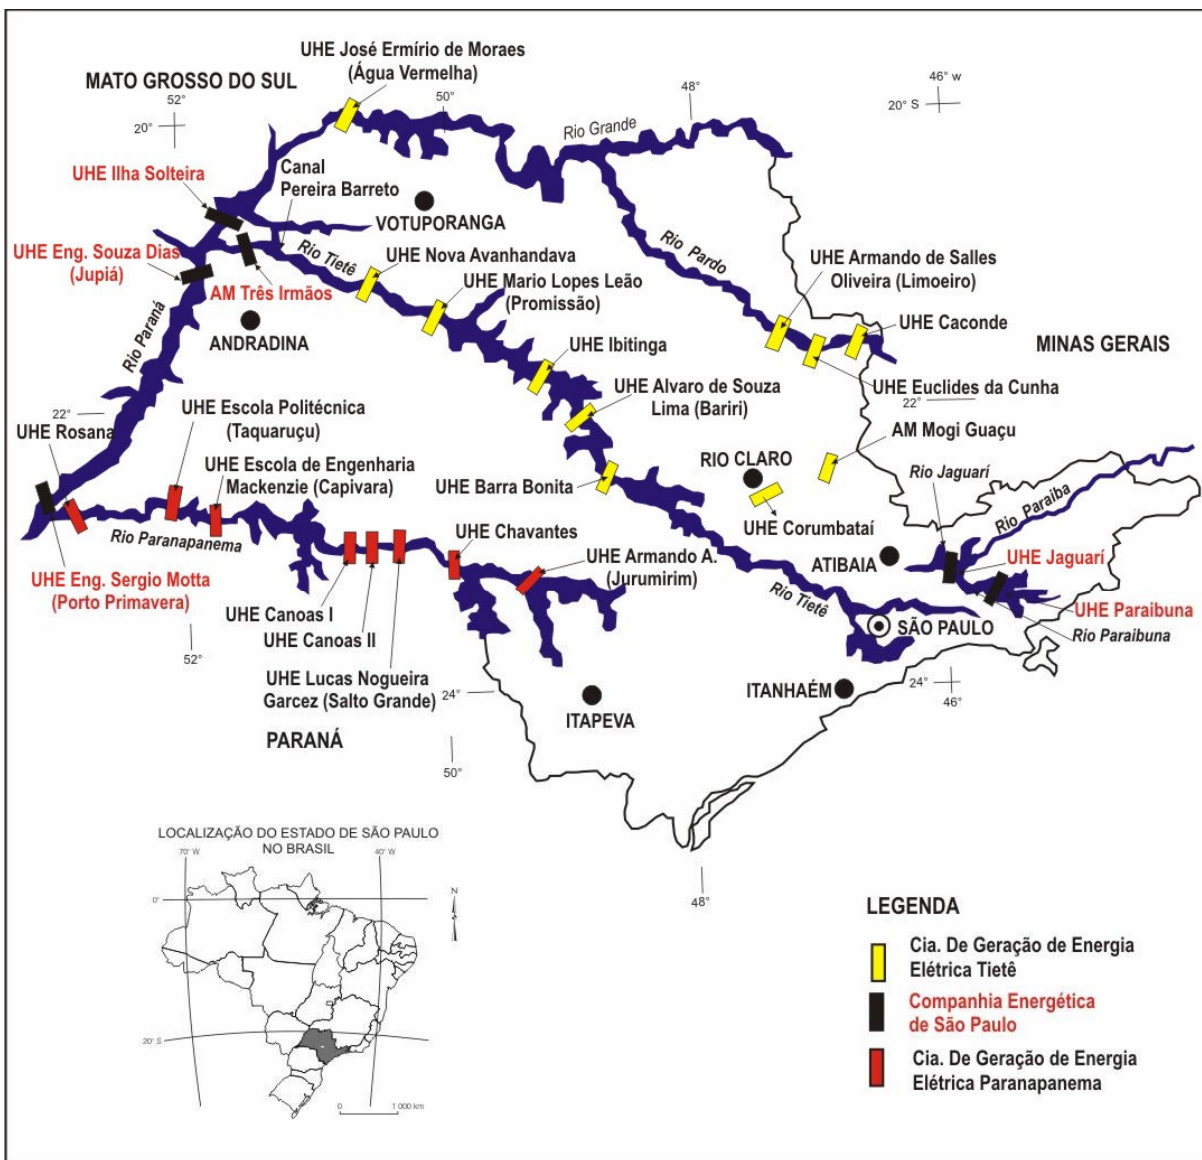 UHE José Ermírio de Moraes
(Água Vermelha)
MATO GROSSO DO SUL
52°
20°
50°
48°
46° w
20° S
Rio Grande
UHE Ilha Solteira
Canal
Pereira Barreto
VOTUPORANGA
UHE Eng. Souza Dias
(Jupiá)
AM Três Irmãos
Rio Tietê
UHE Nova Avanhandava
UHE Mario Lopes Leão
(Promissão)
Rio Pardo
UHE Armando de Salles
Oliveira (Limoeiro)
UHE Caconde
MINAS GERAIS
ANDRADINA
Rio Paraná
UHE Ibitinga
UHE Euclides da Cunha
22°
UHE Alvaro de Souza
Lima (Bariri)
22°
UHE Escola Politécnica
(Taquaruçu)
UHE Rosana
AM Mogi Guaçu
RIO CLARO
UHE Escola de Engenharia
Mackenzie (Capivara)
UHE Barra Bonita
Rio Jaguarí
Rio Paraiba
UHE Corumbataí
Rio Paranapanema
UHE Chavantes
UHE Armando A.
(Jurumirim)
ATIBAIA
UHE Jaguarí
UHE Eng. Sergio Motta
(Porto Primavera)
UHE Canoas I
UHE Canoas II
Rio Tietê
SÃO PAULO
UHE Paraibuna
Rio Paraibuna
52°
UHE Lucas Nogueira
Garcez (Salto Grande)
24°
ITANHAÉM
24°
46°
ITAPEVA
PARANÁ
50°
48°
LOCALIZAÇÃO DO ESTADO DE SÃO PAULO
NO BRASIL
70° W
40° W
0°
N
20° S
0
1 000 km
LEGENDA
Cia. De Geração de Energia
Elétrica Tietê
Companhia Energética
de São Paulo
Cia. De Geração de Energia
Elétrica Paranapanema